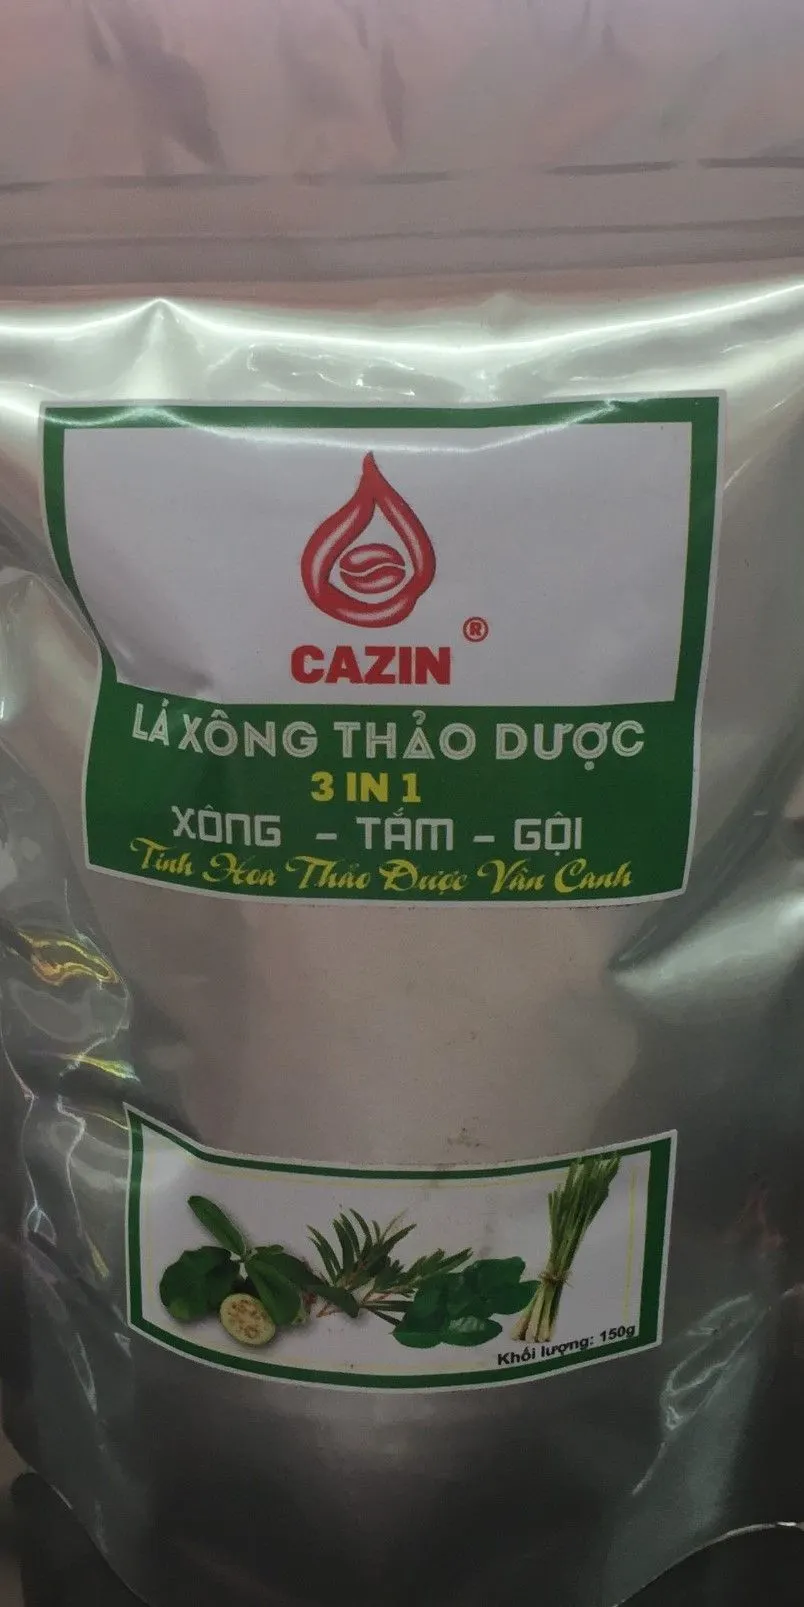 ®
CAZIN
LÁ XÔNG THẢO DƯỢC
3 IN 1
XÔNG - TẮM - GỘI
Tinh Hoa Thảo Dược Vân Canh
Khối lượng: 150g